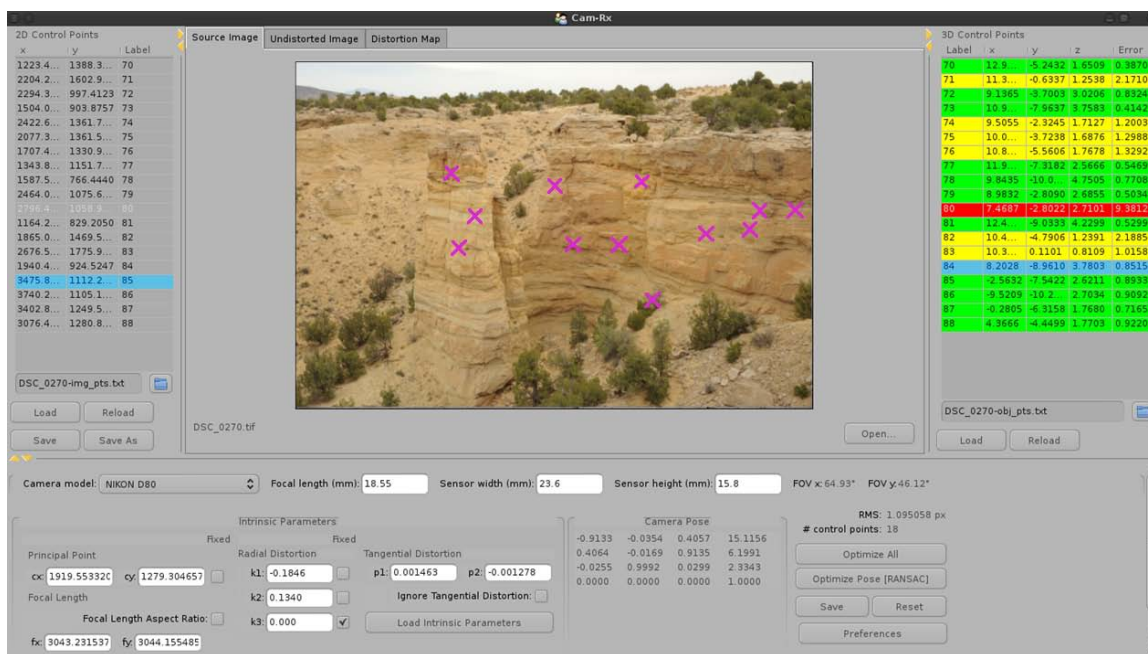 Cam-Rx
2D Control Points
x y Label
1223.4... 1388.3... 70
2204.2... 1602.9... 71
2294.3... 997.4123 72
1504.0... 903.8757 73
2422.6... 1361.7... 74
2077.3... 1361.5... 75
1707.4... 1330.9... 76
1343.8... 1151.7... 77
1587.5... 766.4440 78
2464.0... 1075.6... 79
2796.4... 1058.9... 80
1164.2... 829.2050 81
1865.0... 1469.5... 82
2676.5... 1775.9... 83
1940.4... 924.5247 84
3475.8... 1112.2... 85
3740.2... 1105.1... 86
3402.8... 1249.5... 87
3076.4... 1280.8... 88
DSC_0270-img_pts.txt
Load Reload
Save Save As
Source Image Undistorted Image Distortion Map
DSC_0270.tif
Open...
3D Control Points
Label x y z Error
70 12.9... -5.2432 1.6509 0.3870
71 11.3... -0.6337 1.2538 2.1710
72 9.1365 -3.7003 3.0206 0.8324
73 10.9... -7.9637 3.7583 0.4142
74 9.5055 -2.3245 1.7127 1.2003
75 10.0... -3.7238 1.6876 1.2988
76 10.8... -5.5606 1.7678 1.3292
77 11.9... -7.3182 2.5666 0.5469
78 9.8435 -10.0... 4.7505 0.7708
79 8.9832 -2.8090 2.6855 0.5034
80 7.4687 -2.8022 2.7101 9.3812
81 12.4... -9.0333 4.2299 0.5299
82 10.4... -4.7906 1.2391 2.1885
83 10.3... 0.1101 0.8109 1.0158
84 8.2028 -8.9610 3.7803 0.8515
85 -2.5632 -7.5422 2.6211 0.8933
86 -9.5209 -10.2... 2.7034 0.9092
87 -0.2805 -6.3158 1.7680 0.7165
88 4.3666 -4.4499 1.7703 0.9220
DSC_0270-obj_pts.txt
Load Reload
Camera model: NIKON D80 Focal length (mm): 18.55 Sensor width (mm): 23.6 Sensor height (mm): 15.8 FOV x: 64.93° FOV y: 46.12°
Intrinsic Parameters
Fixed Fixed
Principal Point Radial Distortion Tangential Distortion
cx: 1919.553320 cy: 1279.304657 k1: -0.1846 p1: 0.001463 p2: -0.001278
Focal Length k2: 0.1340 Ignore Tangential Distortion:
Focal Length Aspect Ratio: k3: 0.000 Load Intrinsic Parameters
fx: 3043.231537 fy: 3044.155485
Camera Pose
-0.9133 -0.0354 0.4057 15.1156
0.4064 -0.0169 0.9135 6.1991
-0.0255 0.9992 0.0299 2.3343
0.0000 0.0000 0.0000 1.0000
RMS: 1.095058 px
# control points: 18
Optimize All
Optimize Pose [RANSAC]
Save Reset
Preferences